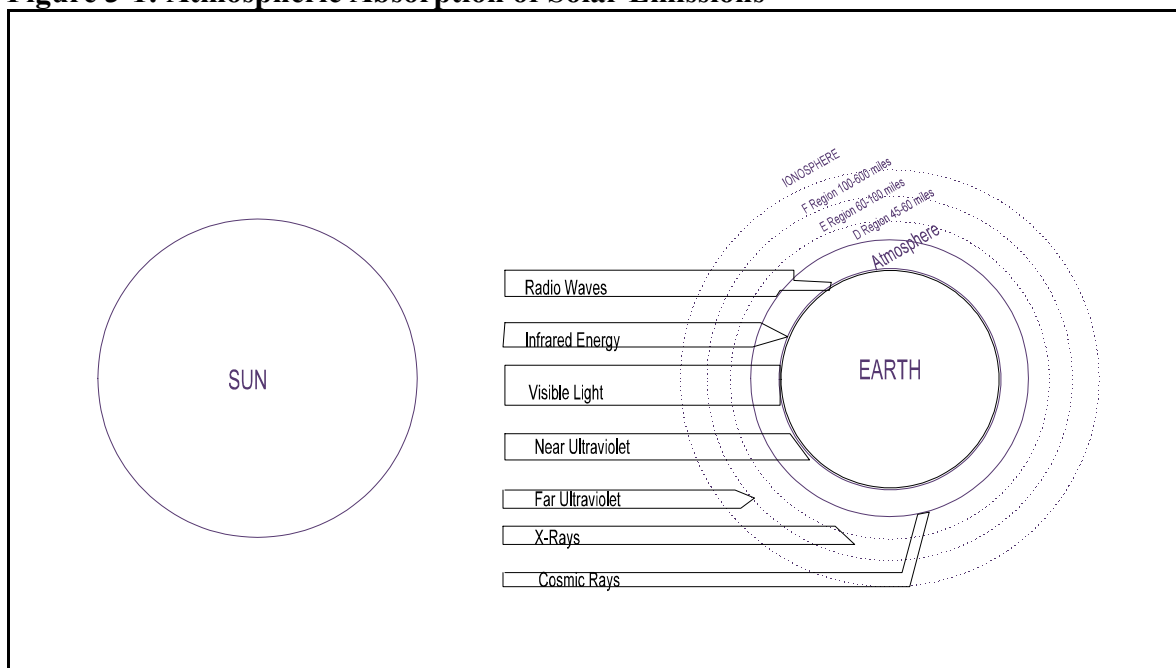 Figure 3-1: Atmospheric Absorption of Solar Emissions
IONOSPHERE
F Region 100-600 miles
E Region 60-100 miles
D Region 45-60 miles
Atmosphere
Radio Waves
Infrared Energy
SUN
EARTH
Visible Light
Near Ultraviolet
Far Ultraviolet
X-Rays
Cosmic Rays